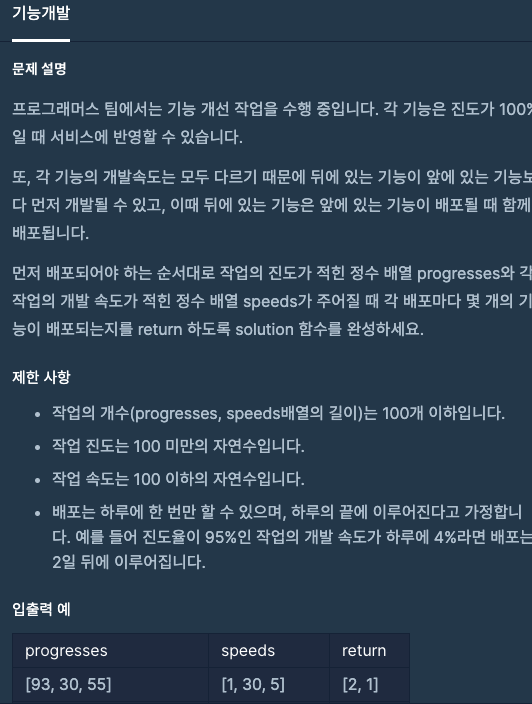 기능개발
문제 설명
프로그래머스 팀에서는 기능 개선 작업을 수행 중입니다. 각 기능은 진도가 100%
일 때 서비스에 반영할 수 있습니다.
또, 각 기능의 개발속도는 모두 다르기 때문에 뒤에 있는 기능이 앞에 있는 기능보
다 먼저 개발될 수 있고, 이때 뒤에 있는 기능은 앞에 있는 기능이 배포될 때 함께
배포됩니다.
먼저 배포되어야 하는 순서대로 작업의 진도가 적힌 정수 배열 progresses와 각
작업의 개발 속도가 적힌 정수 배열 speeds가 주어질 때 각 배포마다 몇 개의 기
능이 배포되는지를 return 하도록 solution 함수를 완성하세요.
제한 사항
• 작업의 개수(progresses, speeds배열의 길이)는 100개 이하입니다.
• 작업 진도는 100 미만의 자연수입니다.
• 작업 속도는 100 이하의 자연수입니다.
• 배포는 하루에 한 번만 할 수 있으며, 하루의 끝에 이루어진다고 가정합니
다. 예를 들어 진도율이 95%인 작업의 개발 속도가 하루에 4%라면 배포는
2일 뒤에 이루어집니다.
입출력 예
progresses speeds return
[93, 30, 55] [1, 30, 5] [2, 1]